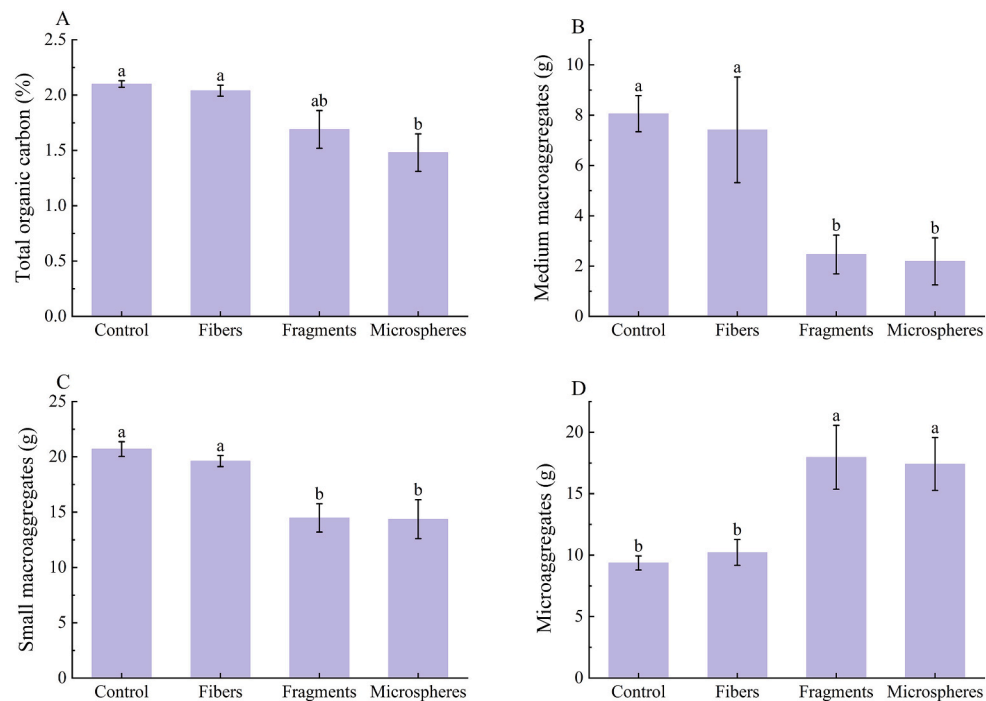 A
Total organic carbon (%)
2.5
2.0
1.5
1.0
0.5
0.0
a
a
ab
b
Control Fibers Fragments Microspheres
B
Medium macroaggregates (g)
10
8
6
4
2
0
a
a
b
b
Control Fibers Fragments Microspheres
C
Small macroaggregates (g)
25
20
15
10
5
0
a
a
b
b
Control Fibers Fragments Microspheres
D
Microaggregates (g)
20
15
10
5
0
b
b
a
a
Control Fibers Fragments Microspheres